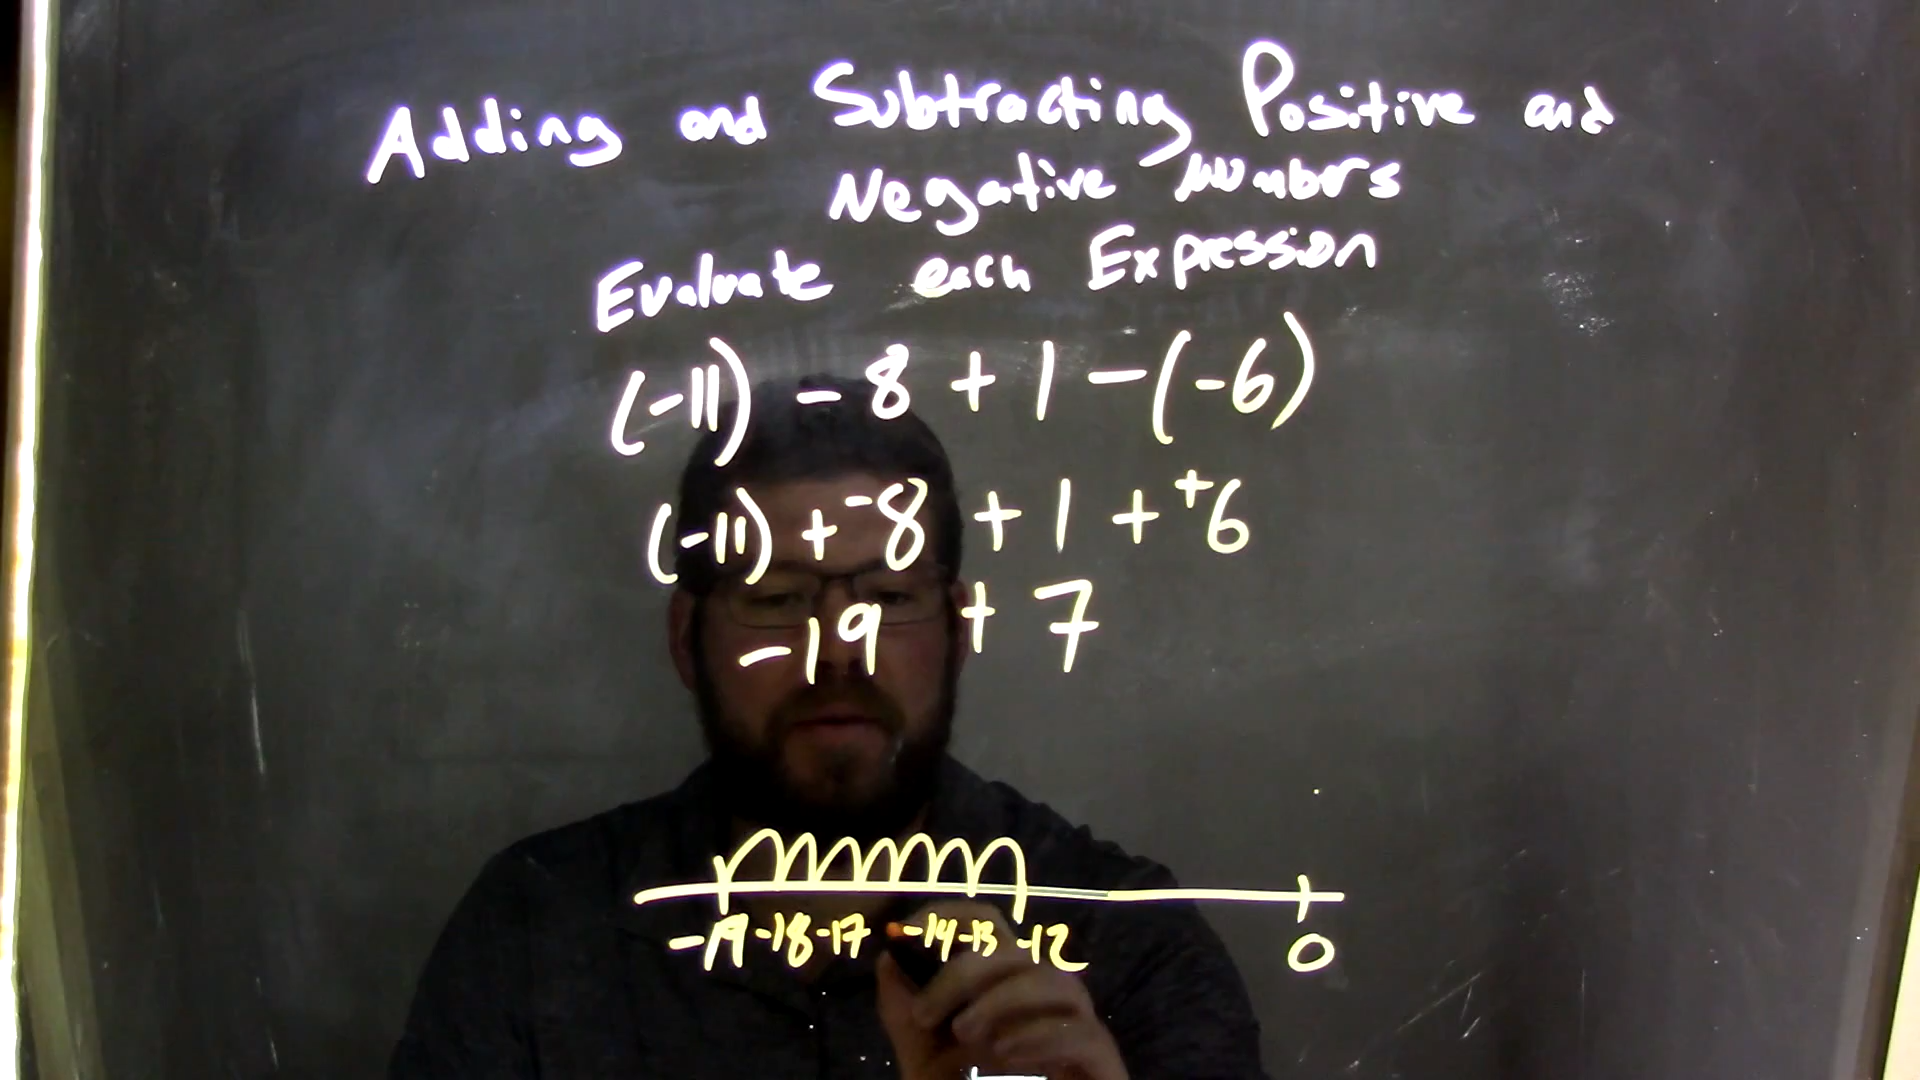 Adding and Subtracting Positive and
Negative Numbers
Evaluate each Expression
(-11) - 8 + 1 - (-6)
(-11) + -8 + 1 + +6
-19 + 7
-19 -18 -17 -14 -13 -12 0